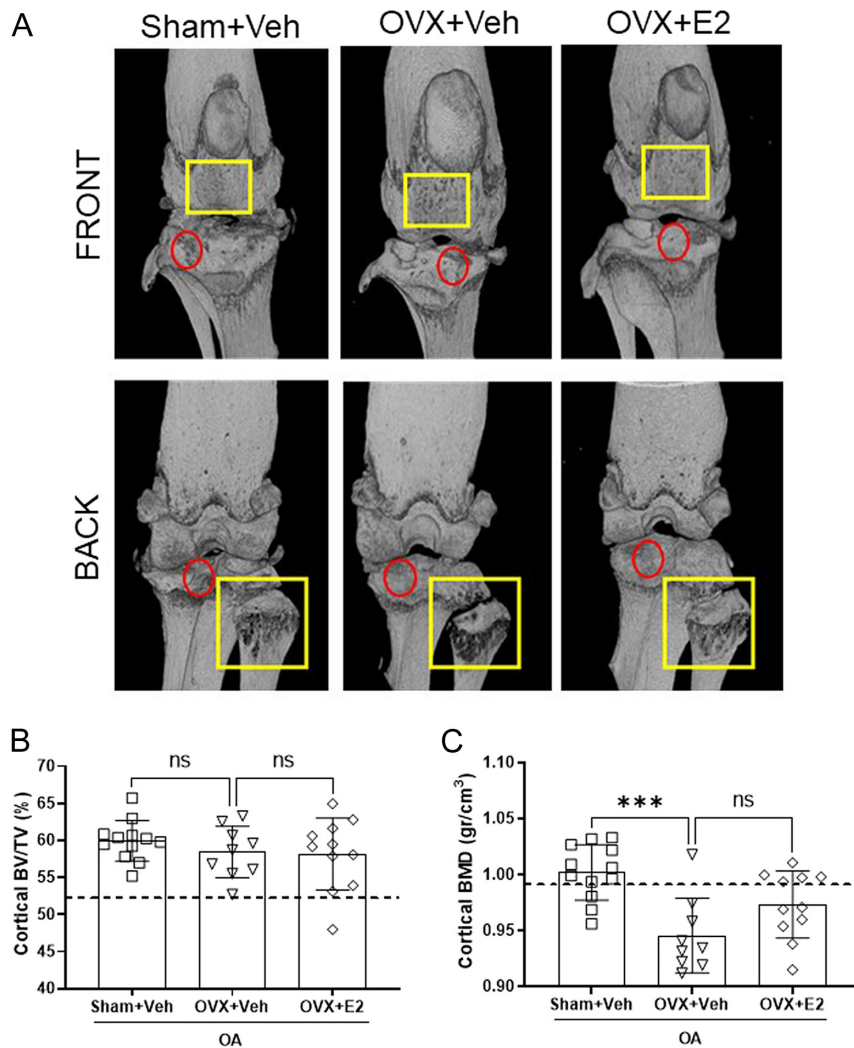 A
Sham+Veh OVX+Veh OVX+E2
FRONT
BACK
B
Cortical BV/TV (%)
70
65
60
55
50
45
40
ns ns
Sham+Veh OVX+Veh OVX+E2
OA
C
Cortical BMD (gr/cm³)
1.10
1.05
1.00
0.95
0.90
*** ns
Sham+Veh OVX+Veh OVX+E2
OA